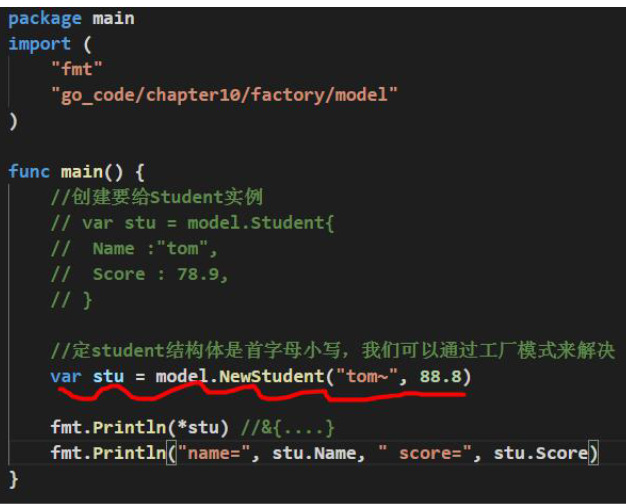 package main
import (
"fmt"
"go_code/chapter10/factory/model"
)
func main() {
//创建要给Student实例
// var stu = model.Student{
// Name :"tom",
// Score : 78.9,
// }
//定student结构体是首字母小写，我们可以通过工厂模式来解决
var stu = model.NewStudent("tom~", 88.8)
fmt.Println(*stu) //&{....}
fmt.Println("name=", stu.Name, " score=", stu.Score)
}